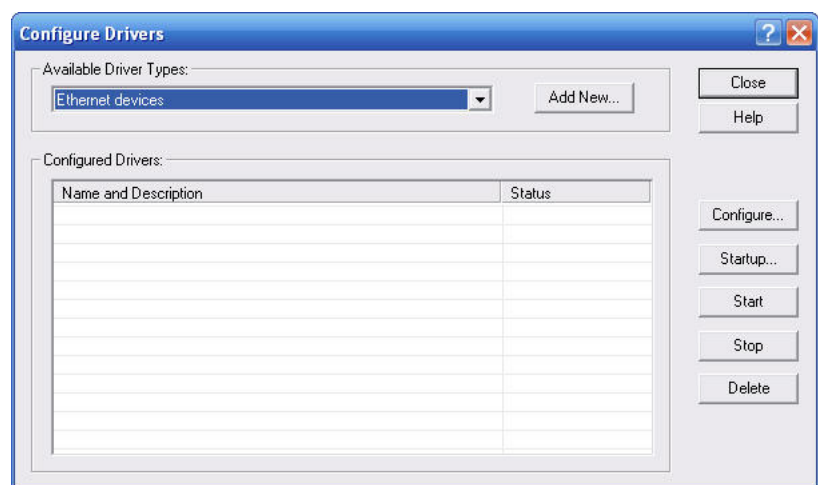 Configure Drivers
Available Driver Types:
Ethernet devices
Add New...
Close
Help
Configured Drivers:
Name and Description
Status
Configure...
Startup...
Start
Stop
Delete